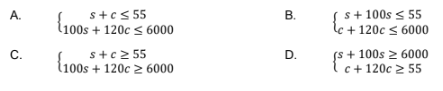 A. { s + c ≤ 55
100s + 120c ≤ 6000
B. { s + 100s ≤ 55
c + 120c ≤ 6000
C. { s + c ≥ 55
100s + 120c ≥ 6000
D. { s + 100s ≥ 6000
c + 120c ≥ 55